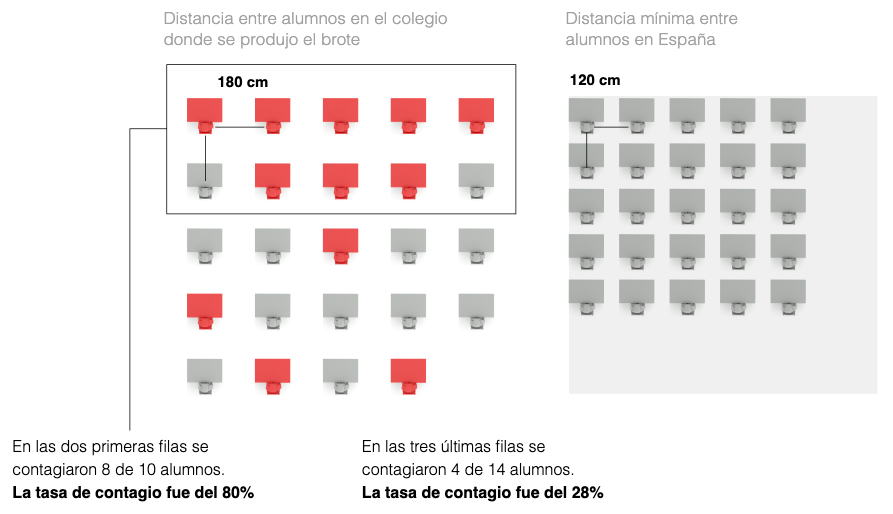 Distancia entre alumnos en el colegio
donde se produjo el brote
Distancia mínima entre
alumnos en España
180 cm
120 cm
En las dos primeras filas se
contagiaron 8 de 10 alumnos.
La tasa de contagio fue del 80%
En las tres últimas filas se
contagiaron 4 de 14 alumnos.
La tasa de contagio fue del 28%